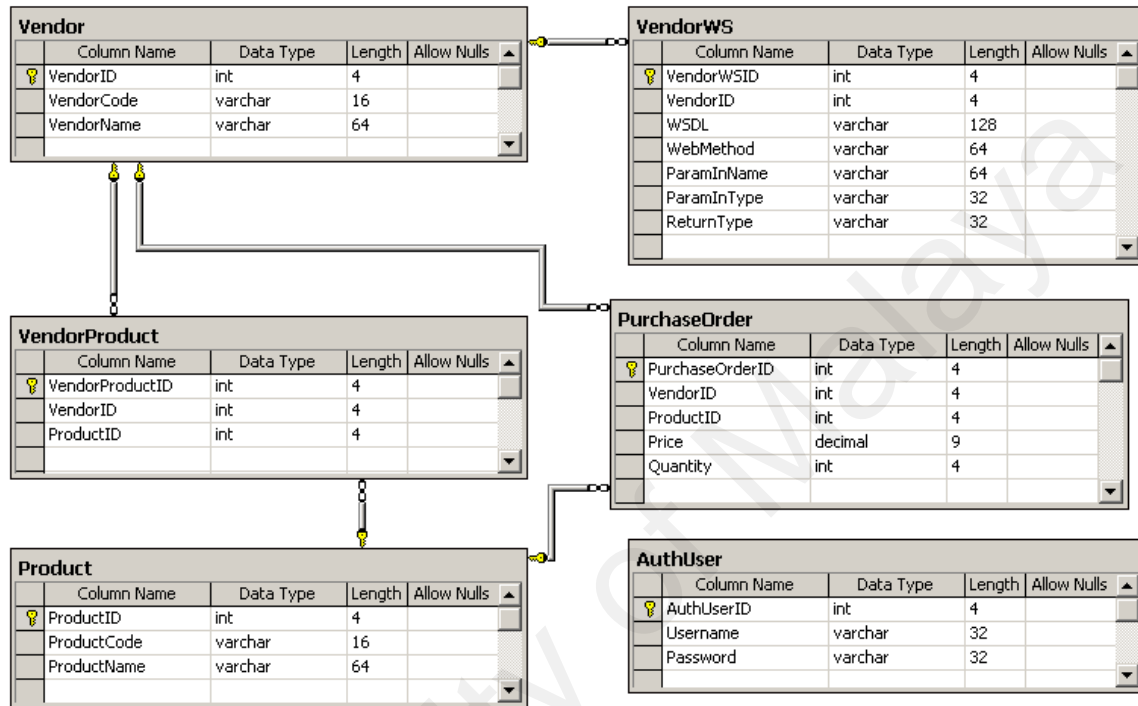 Vendor
Column Name Data Type Length Allow Nulls
VendorID int 4
VendorCode varchar 16
VendorName varchar 64
VendorWS
Column Name Data Type Length Allow Nulls
VendorWSID int 4
VendorID int 4
WSDL varchar 128
WebMethod varchar 64
ParamInName varchar 64
ParamInType varchar 32
ReturnType varchar 32
VendorProduct
Column Name Data Type Length Allow Nulls
VendorProductID int 4
VendorID int 4
ProductID int 4
PurchaseOrder
Column Name Data Type Length Allow Nulls
PurchaseOrderID int 4
VendorID int 4
ProductID int 4
Price decimal 9
Quantity int 4
Product
Column Name Data Type Length Allow Nulls
ProductID int 4
ProductCode varchar 16
ProductName varchar 64
AuthUser
Column Name Data Type Length Allow Nulls
AuthUserID int 4
Username varchar 32
Password varchar 32
ity of Malaya